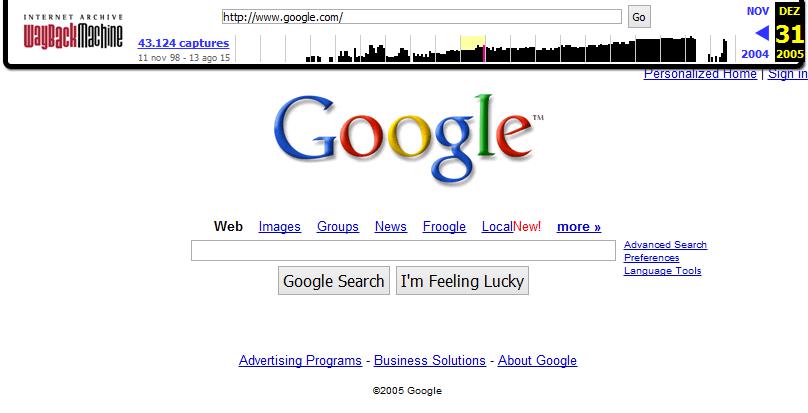 INTERNET ARCHIVE
WayBackMachine
http://www.google.com/
Go
43.124 captures
11 nov 98 - 13 ago 15
NOV
DEZ
31
2004
2005
Personalized Home | Sign in
Google™
Web Images Groups News Froogle LocalNew! more »
Advanced Search
Preferences
Language Tools
Google Search I'm Feeling Lucky
Advertising Programs - Business Solutions - About Google
©2005 Google